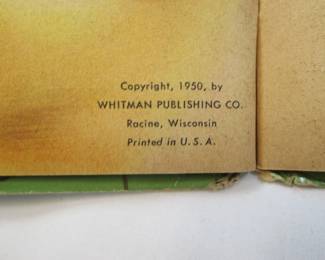 Copyright, 1950, by
WHITMAN PUBLISHING CO.
Racine, Wisconsin
Printed in U. S. A.